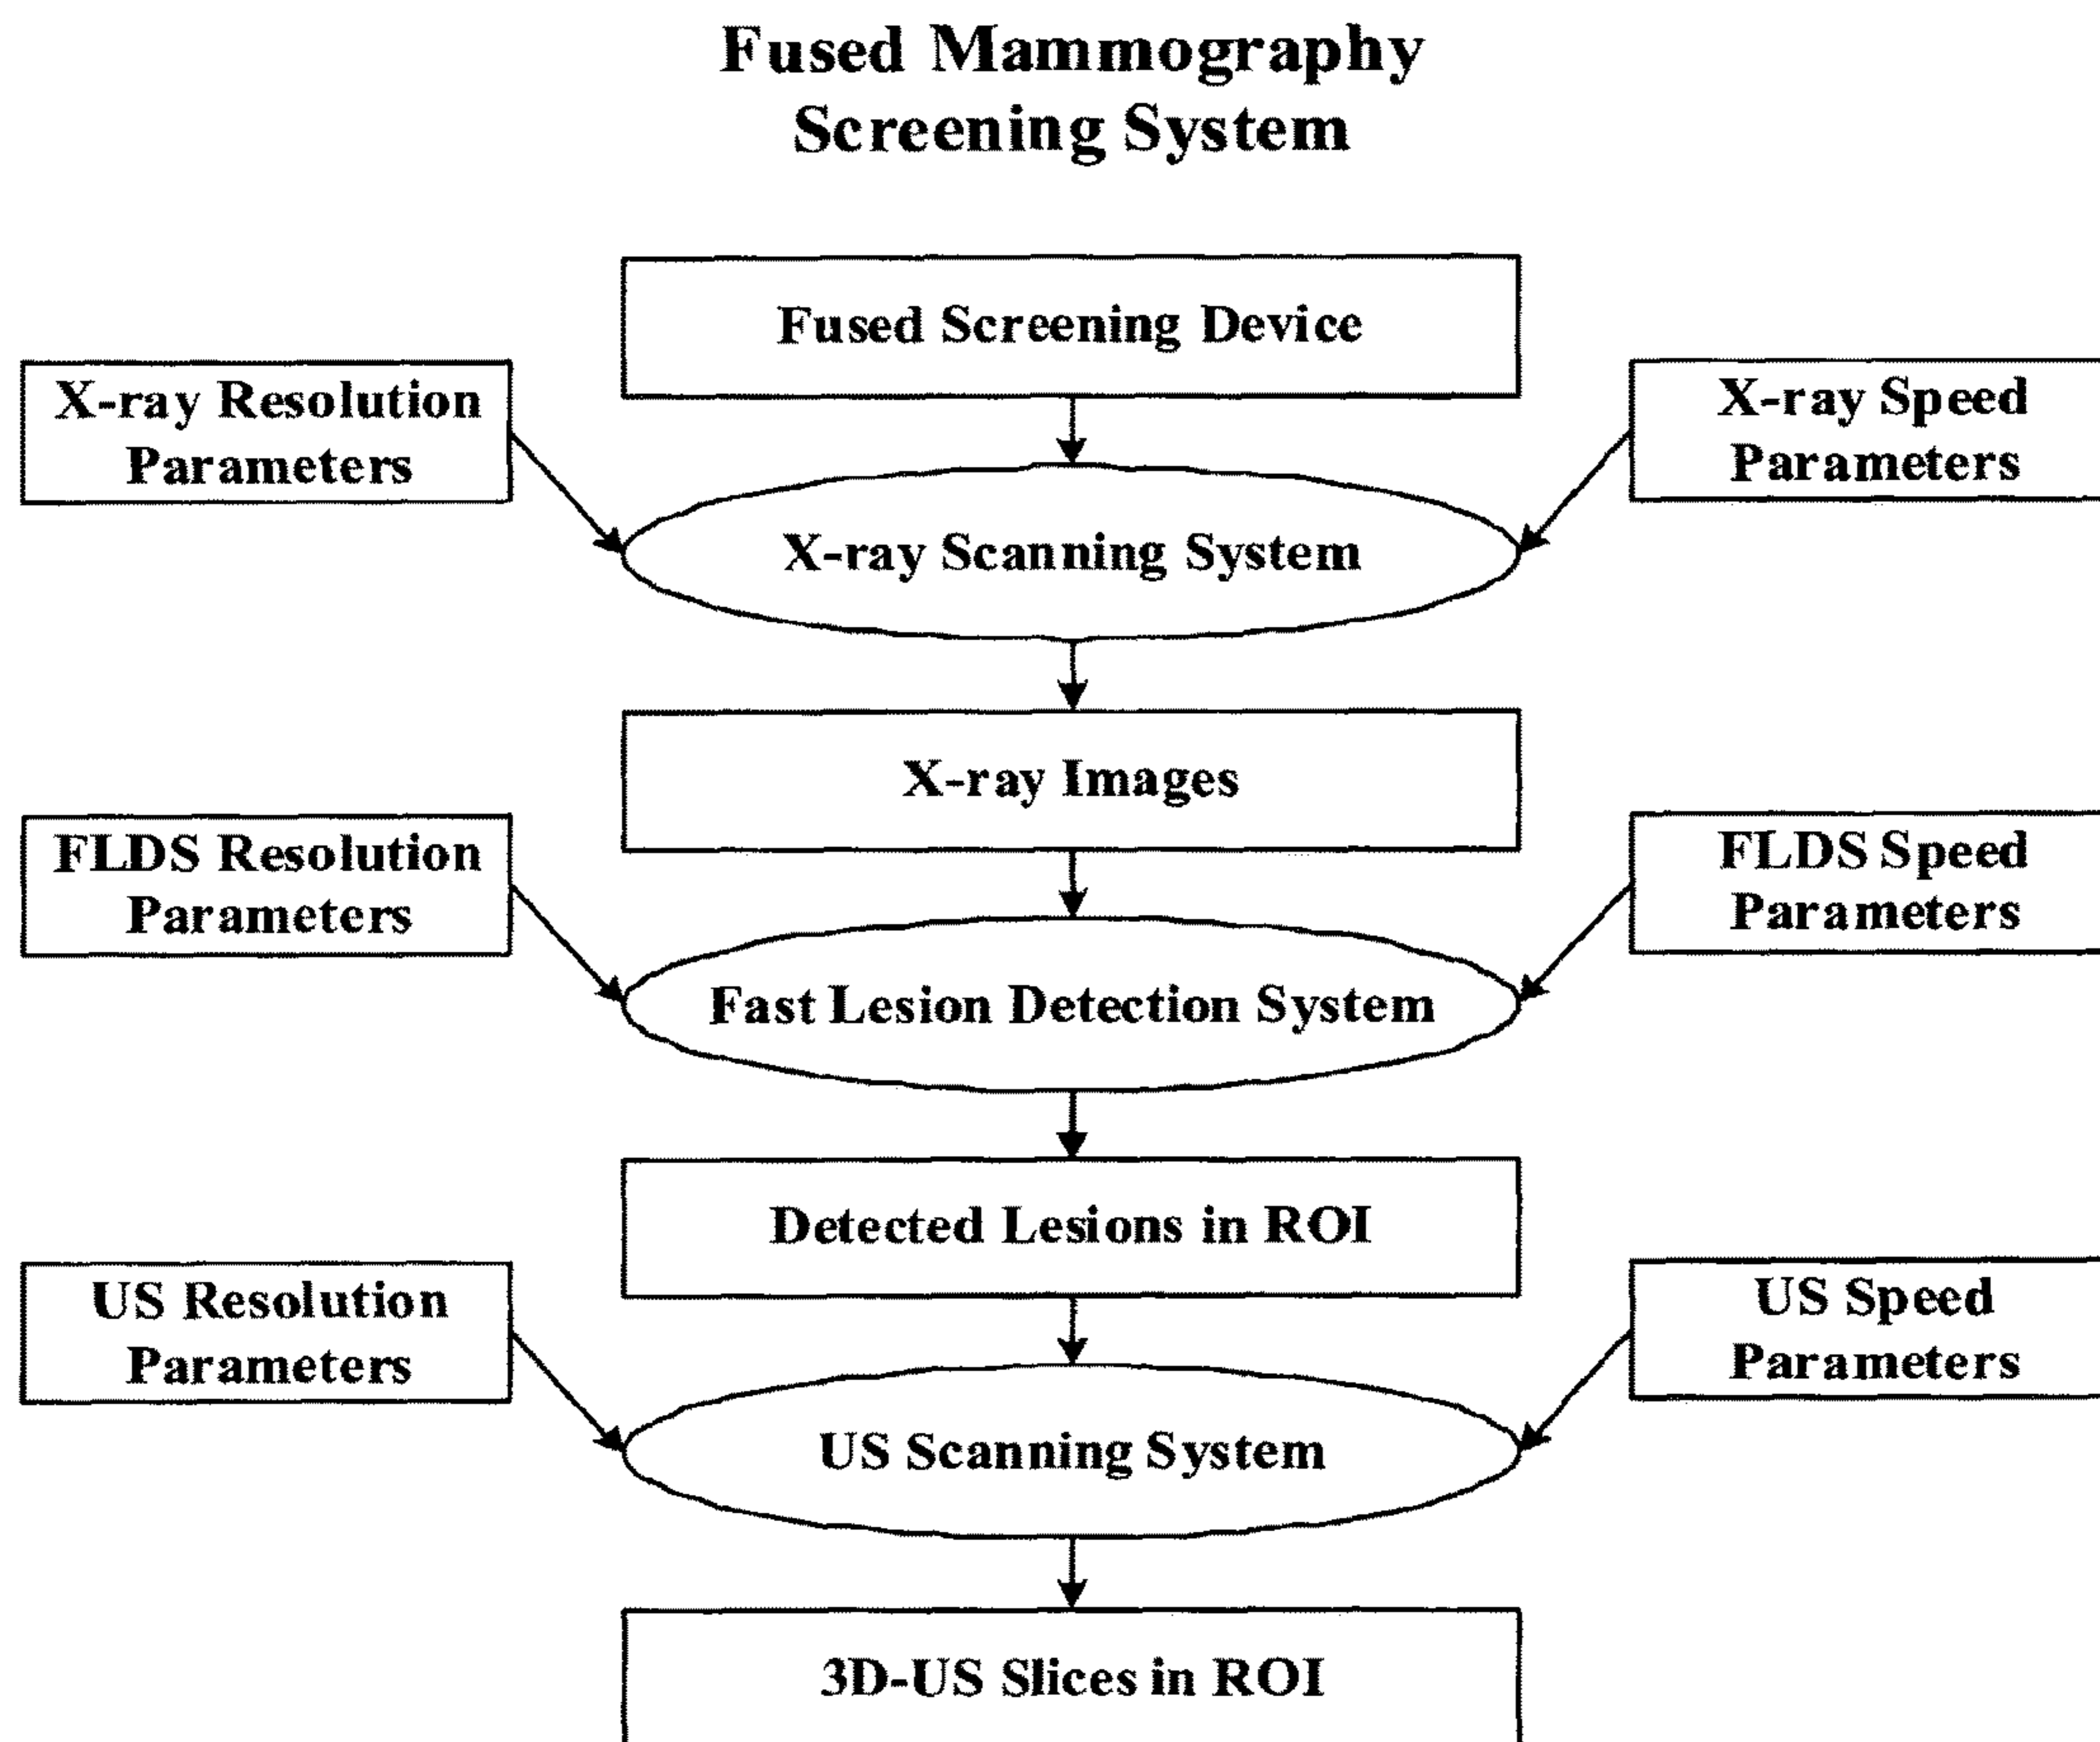 Fused Mammography
Screening System
Fused Screening Device
X-ray Resolution
Parameters
X-ray Speed
Parameters
X-ray Scanning System
X-ray Images
FLDS Resolution
Parameters
FLDS Speed
Parameters
Fast Lesion Detection System
Detected Lesions in ROI
US Resolution
Parameters
US Speed
Parameters
US Scanning System
3D-US Slices in ROI